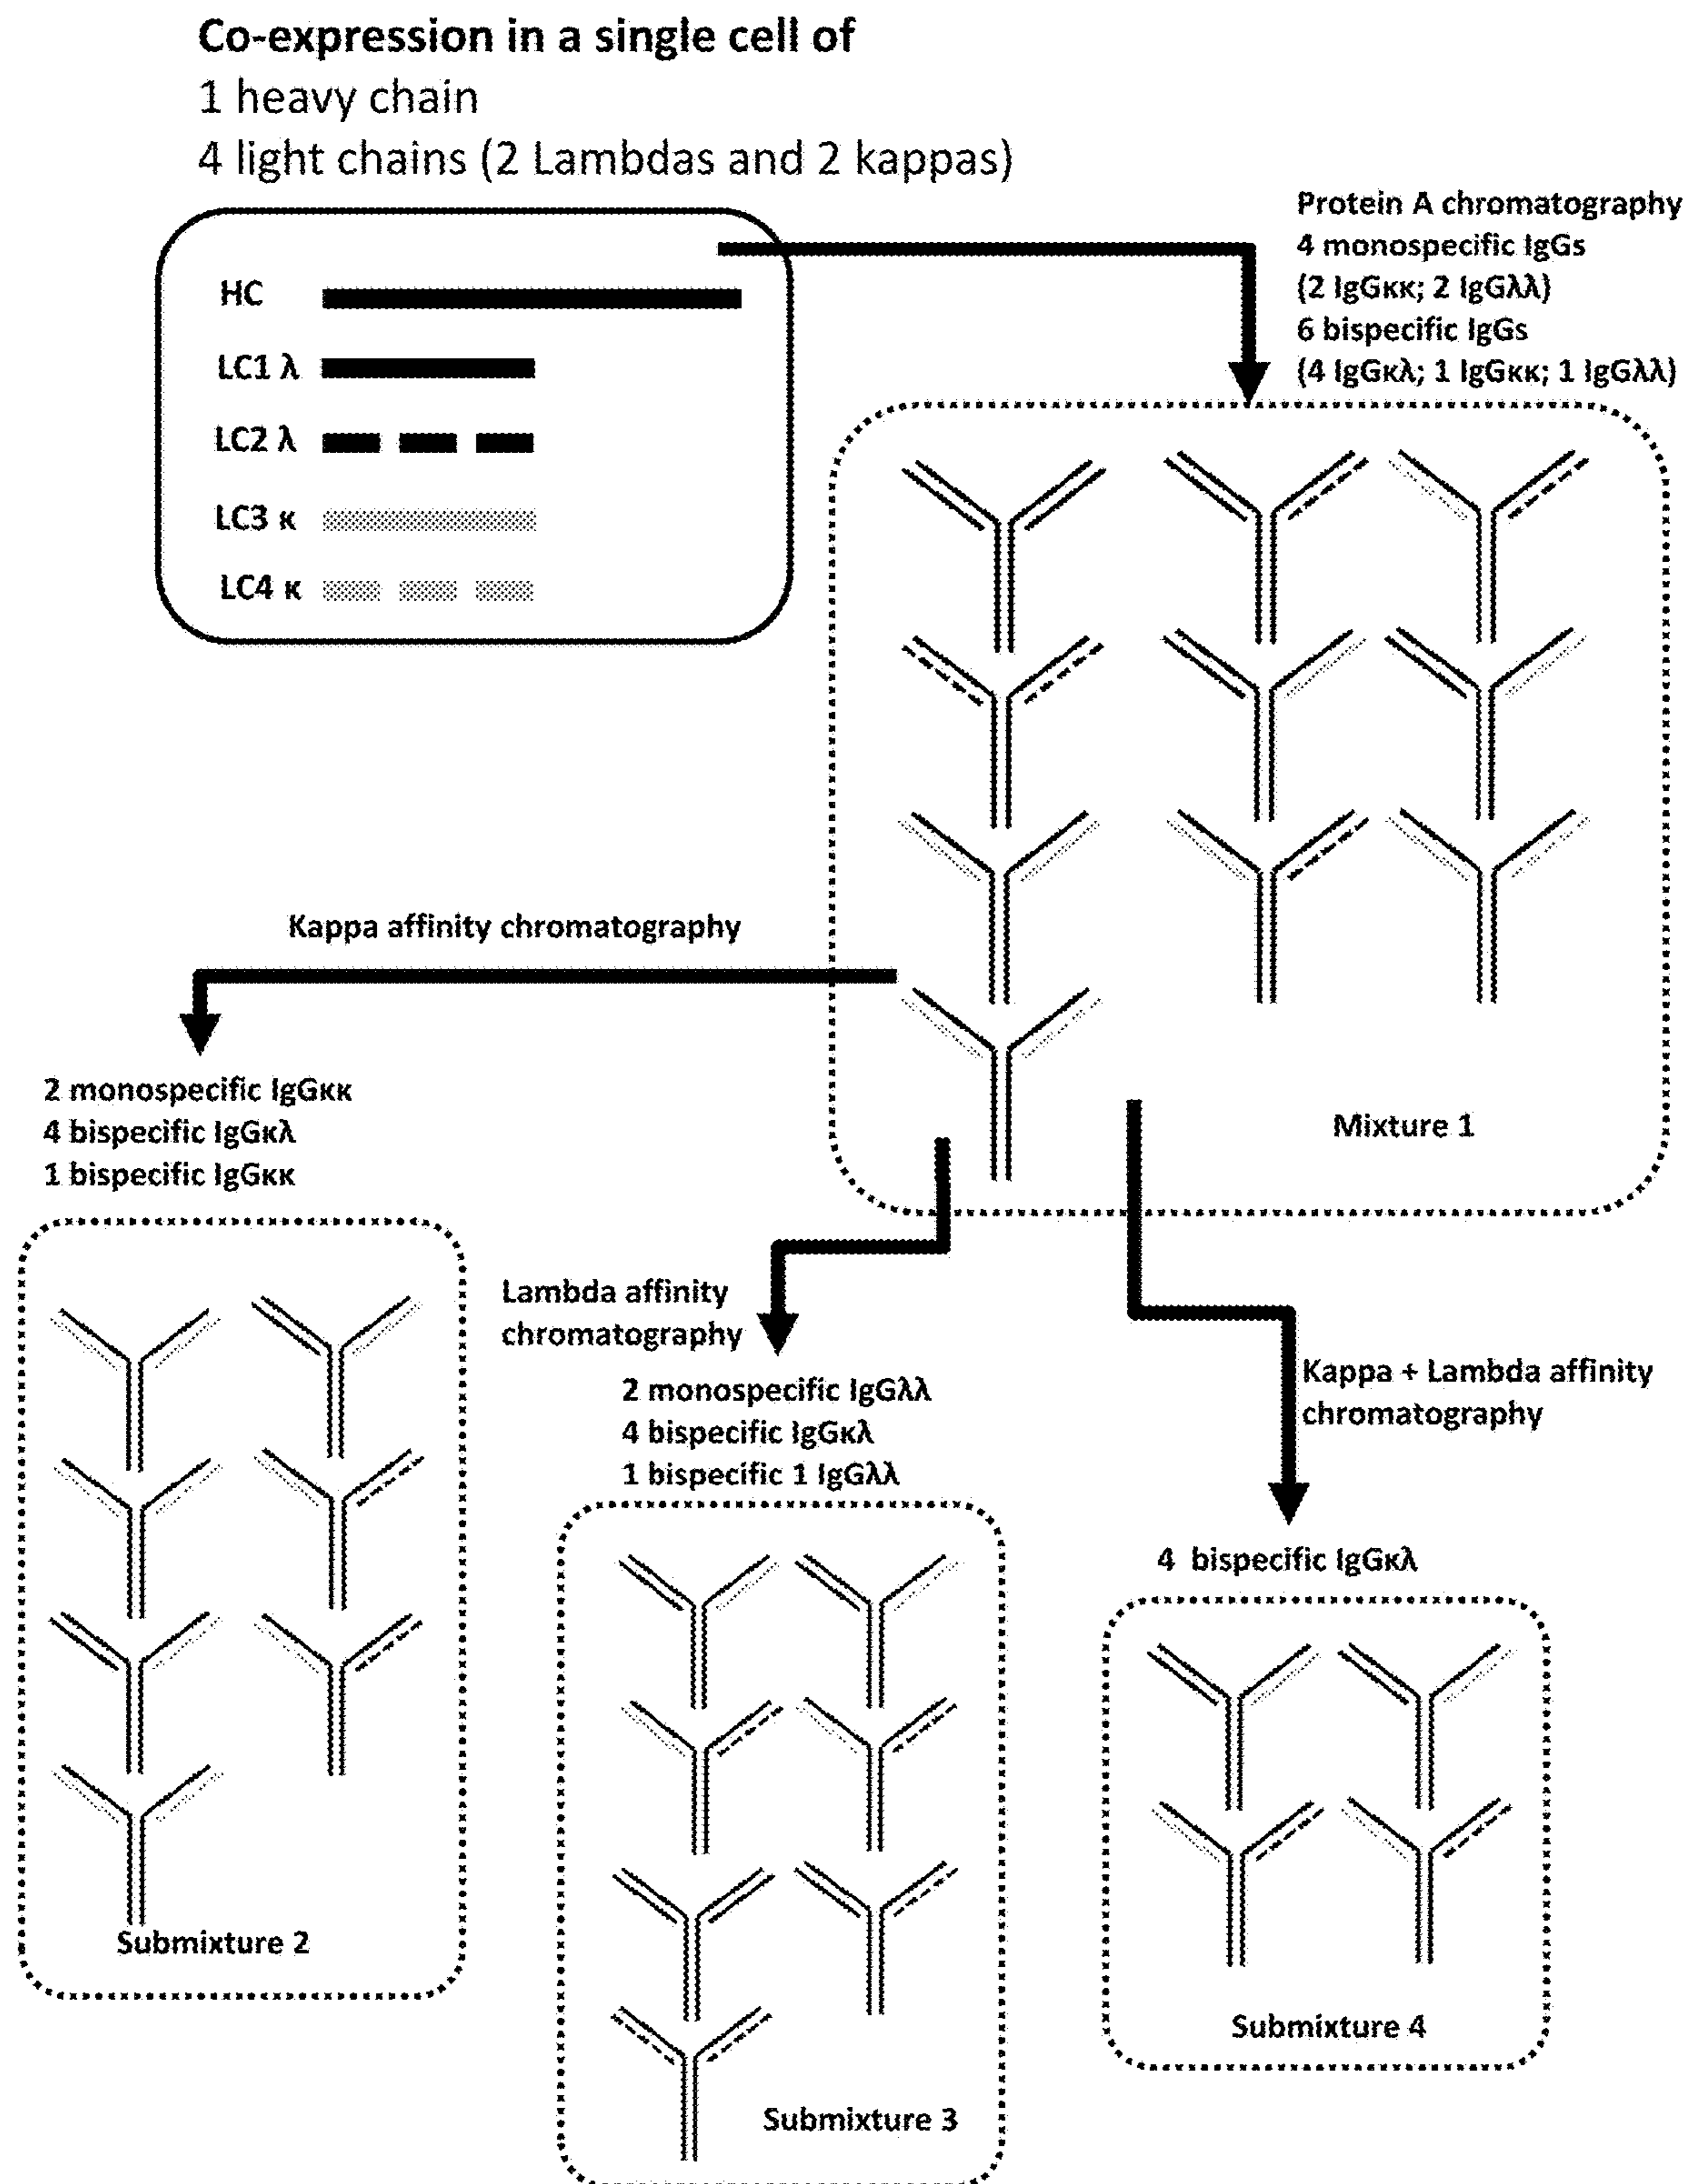 Co-expression in a single cell of
1 heavy chain
4 light chains (2 Lambdas and 2 kappas)
HC
LC1 λ
LC2 λ
LC3 κ
LC4 κ
Protein A chromatography
4 monospecific IgGs
(2 IgGκκ; 2 IgGλλ)
6 bispecific IgGs
(4 IgGκλ; 1 IgGκκ; 1 IgGλλ)
Mixture 1
Kappa affinity chromatography
2 monospecific IgGκκ
4 bispecific IgGκλ
1 bispecific IgGκκ
Submixture 2
Lambda affinity
chromatography
2 monospecific IgGλλ
4 bispecific IgGκλ
1 bispecific 1 IgGλλ
Submixture 3
Kappa + Lambda affinity
chromatography
4 bispecific IgGκλ
Submixture 4